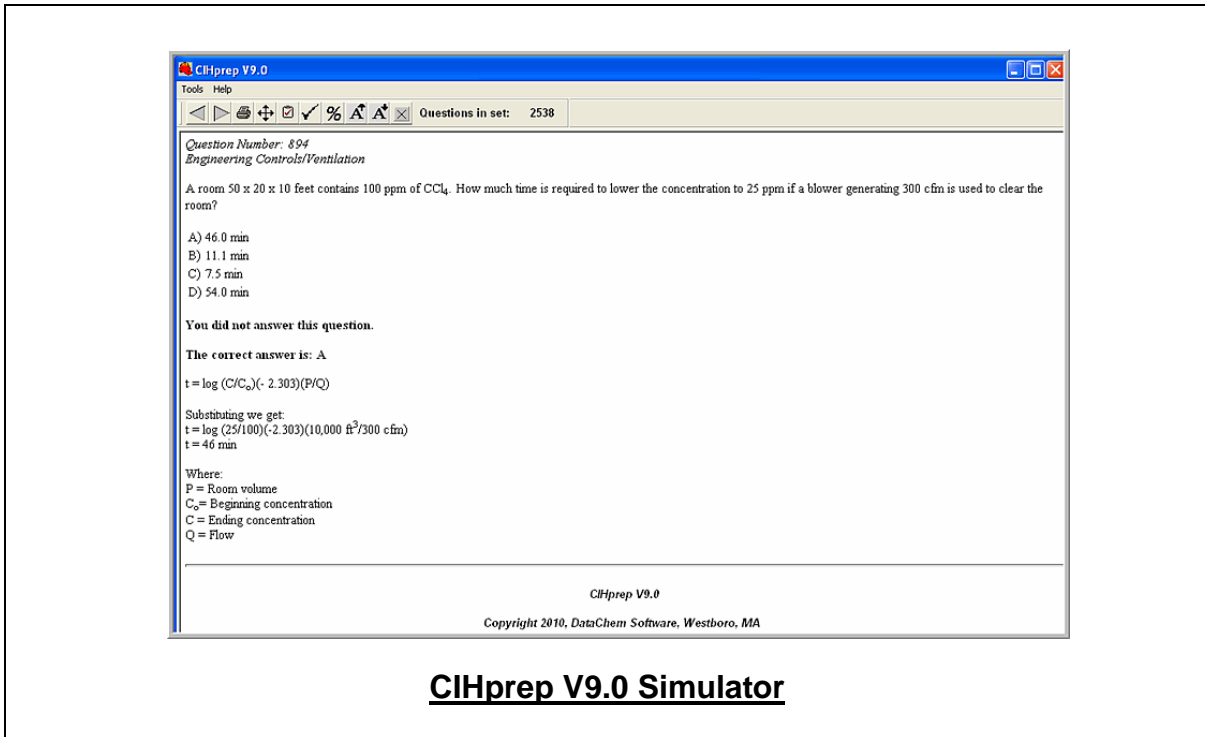 CIHprep V9.0
Tools Help
% A A Questions in set: 2538
Question Number: 894
Engineering Controls/Ventilation
A room 50 x 20 x 10 feet contains 100 ppm of CCl₄. How much time is required to lower the concentration to 25 ppm if a blower generating 300 cfm is used to clear the
room?
A) 46.0 min
B) 11.1 min
C) 7.5 min
D) 54.0 min
You did not answer this question.
The correct answer is: A
t = log (C/Cₒ)(- 2.303)(P/Q)
Substituting we get:
t = log (25/100)(-2.303)(10,000 ft³/300 cfm)
t = 46 min
Where:
P = Room volume
Cₒ= Beginning concentration
C = Ending concentration
Q = Flow
CIHprep V9.0
Copyright 2010, DataChem Software, Westboro, MA
CIHprep V9.0 Simulator